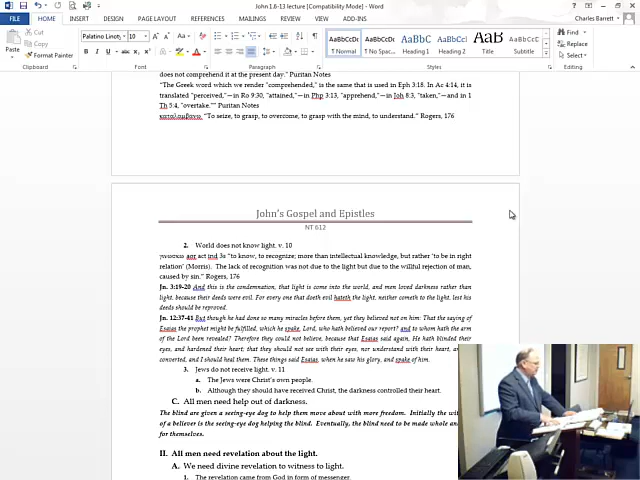 John 1.6-13 lecture [Compatibility Mode] - Word
FILE HOME INSERT DESIGN PAGE LAYOUT REFERENCES MAILINGS REVIEW VIEW ADD-INS Charles Barrett
Cut
Copy
Format Painter
Paste
Clipboard
Palatino Linot 10
Font
Paragraph
AaBbCcDc AaBbCcDc AaBbC AaBbCcl AaB AaBbCcE
¶ Normal ¶ No Spac... Heading 1 Heading 2 Title Subtitle
Styles
Find
Replace
Select
Editing
does not comprehend it at the present day." Puritan Notes
"The Greek word which we render "comprehended," is the same that is used in Eph 3:18. In Ac 4:14, it is
translated "perceived,"—in Ro 9:30, "attained,"—in Php 3:13, "apprehend,"—in Joh 8:3, "taken,"—and in 1
Th 5:4, "overtake."" Puritan Notes
καταλαμβανω "To seize, to grasp, to overcome, to grasp with the mind, to understand." Rogers, 176
John's Gospel and Epistles
NT 612
2. World does not know light. v. 10
γινωσκω aor act ind 3s "to know, to recognize; more than intellectual knowledge, but rather 'to be in right
relation' (Morris). The lack of recognition was not due to the light but due to the willful rejection of man,
caused by sin." Rogers, 176
Jn. 3:19-20 And this is the condemnation, that light is come into the world, and men loved darkness rather than
light, because their deeds were evil. For every one that doeth evil hateth the light, neither cometh to the light, lest his
deeds should be reproved.
Jn. 12:37-41 But though he had done so many miracles before them, yet they believed not on him: That the saying of
Esaias the prophet might be fulfilled, which he spake, Lord, who hath believed our report? and to whom hath the arm
of the Lord been revealed? Therefore they could not believe, because that Esaias said again, He hath blinded their
eyes, and hardened their heart; that they should not see with their eyes, nor understand with their heart, and
converted, and I should heal them. These things said Esaias, when he saw his glory, and spake of him.
3. Jews do not receive light. v. 11
a. The Jews were Christ's own people.
b. Although they should have received Christ, the darkness controlled their heart.
C. All men need help out of darkness.
The blind are given a seeing-eye dog to help them move about with more freedom. Initially the
of a believer is the seeing-eye dog helping the blind. Eventually, the blind need to be made whole
for themselves.
II. All men need revelation about the light.
A. We need divine revelation to witness to light.
1. The revelation came from God in form of messenger.